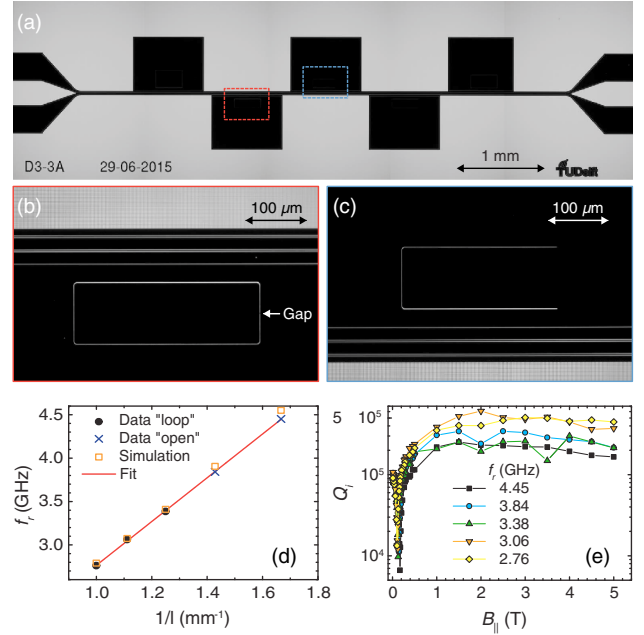 (a)
D3-3A 29-06-2015
1 mm
TUDelft
(b)
100 µm
Gap
(c)
100 µm
4.5
4.0
3.5
3.0
f_r (GHz)
Data "loop"
Data "open"
Simulation
Fit
(d)
1.0 1.2 1.4 1.6 1.8
1/l (mm⁻¹)
5 10⁵
10⁵
10⁴
Q_i
f_r (GHz)
4.45
3.84
3.38
3.06
2.76
(e)
0 1 2 3 4 5
B_|| (T)